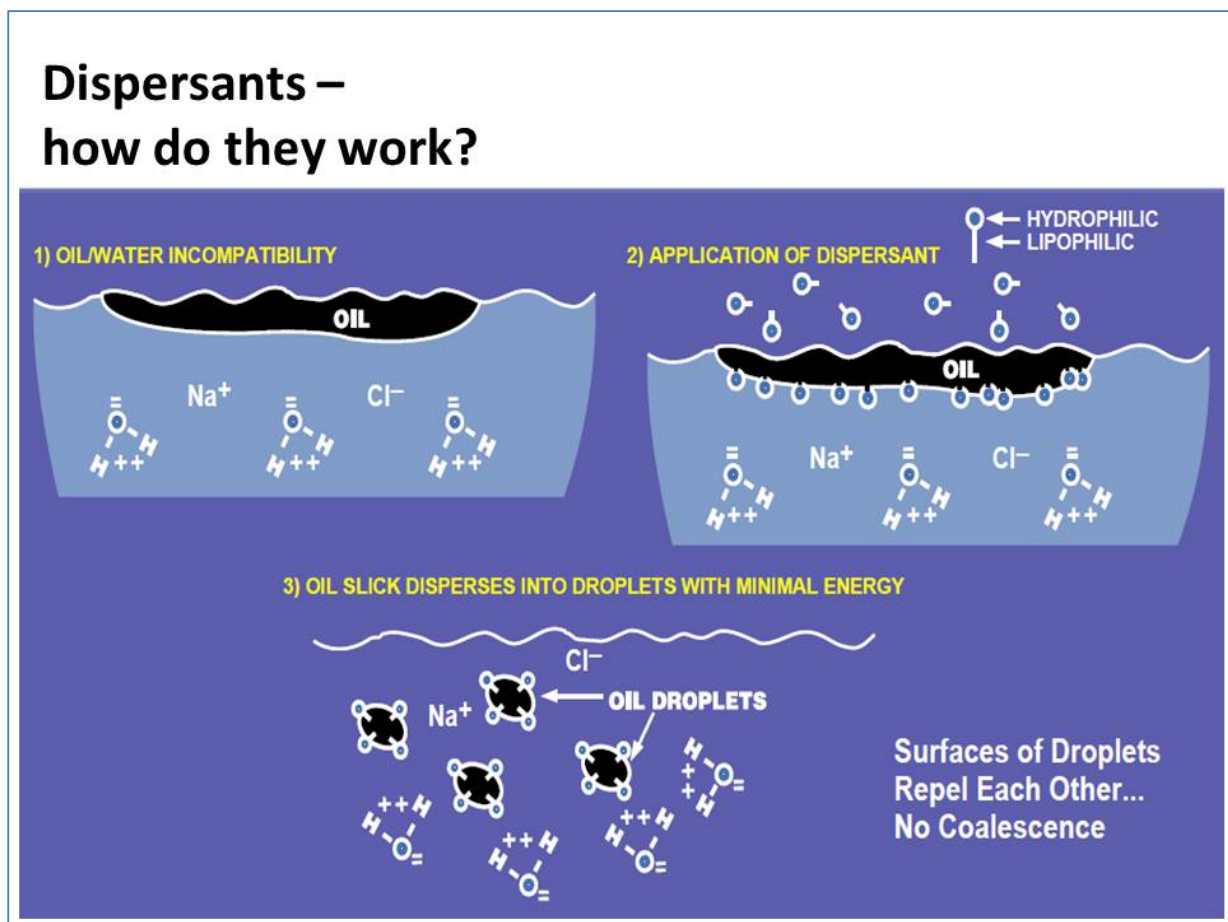 Dispersants –
how do they work?
1) OIL/WATER INCOMPATIBILITY
OIL
Na+
Cl–
=
O
H
H
++
=
O
H
H
++
=
O
H
H
++
HYDROPHILIC
LIPOPHILIC
2) APPLICATION OF DISPERSANT
OIL
Na+
Cl–
=
O
H
H
++
=
O
H
H
++
=
O
H
H
++
3) OIL SLICK DISPERSES INTO DROPLETS WITH MINIMAL ENERGY
Cl–
Na+
OIL DROPLETS
H
++
H
O
=
++
H
H
O
=
++
H
H
O
=
++
H
H
O
=
Surfaces of Droplets
Repel Each Other...
No Coalescence